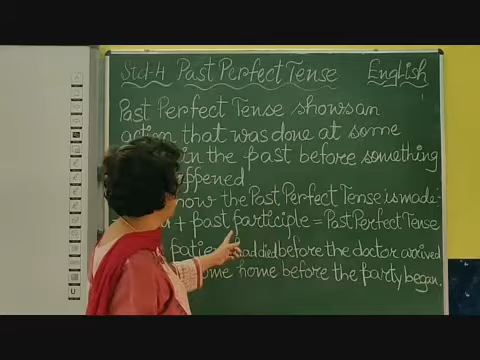 Std-4 Past Perfect Tense English
Past Perfect Tense shows an
action that was done at some
in the past before something
now the Past Perfect Tense is made:
+ past participle = Past Perfect Tense
had died before the doctor arrived
home before the party began.